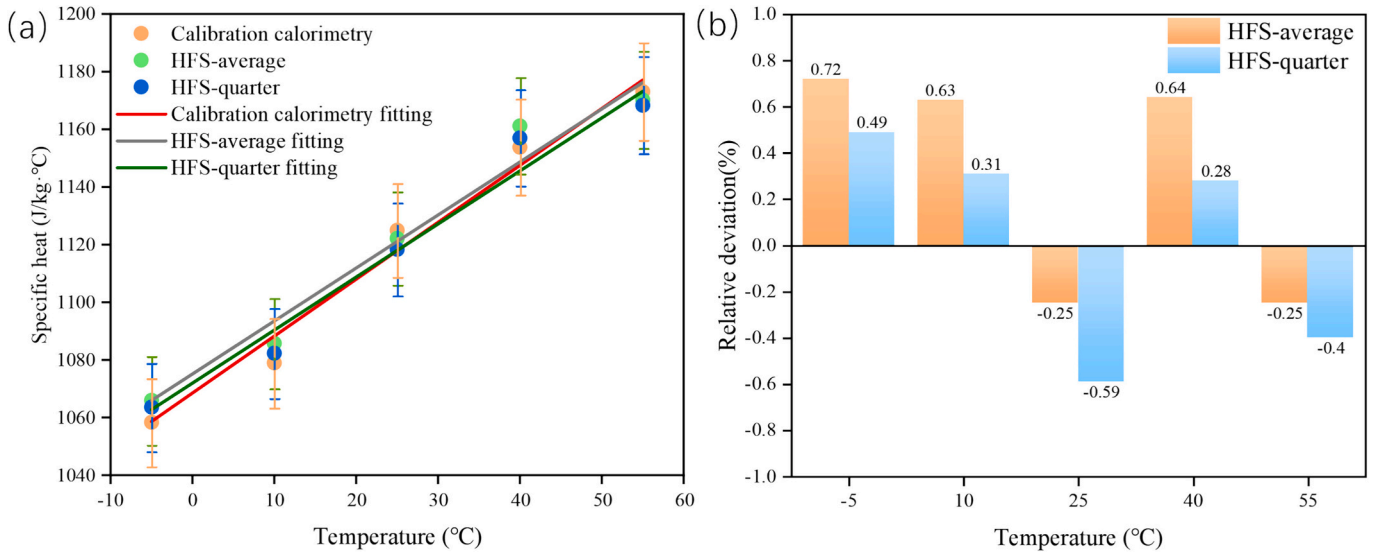 (a)
1200
1180
1160
1140
1120
1100
1080
1060
1040
Specific heat (J/kg·℃)
Calibration calorimetry
HFS-average
HFS-quarter
Calibration calorimetry fitting
HFS-average fitting
HFS-quarter fitting
-10 0 10 20 30 40 50 60
Temperature (℃)
(b)
1.0
0.8
0.6
0.4
0.2
0.0
-0.2
-0.4
-0.6
-0.8
-1.0
Relative deviation(%)
HFS-average
HFS-quarter
0.72
0.49
0.63
0.31
-0.25
-0.59
0.64
0.28
-0.25
-0.4
-5 10 25 40 55
Temperature (℃)